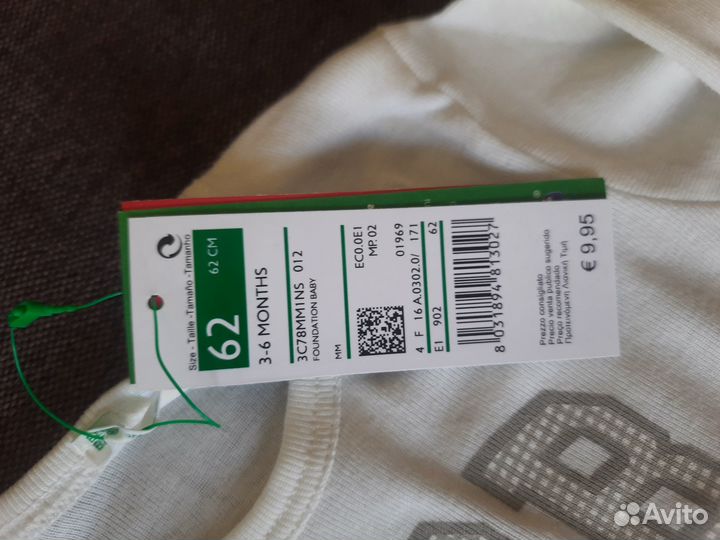 Size - Taille -Tamaño -Tamanho
62
62 CM
3-6 MONTHS
3C78MM1NS 012
FOUNDATION BABY
MM
EC0.0E1
MP. 02
01969
4 F 16 A.0302.0/ 171
E1 902 62
8 031894 813027
Prezzo consigliato
Precio venta publico sugerido
Preço recomendado
Προτεινόμενη Λιανική Τιμή
€ 9,95
Avito